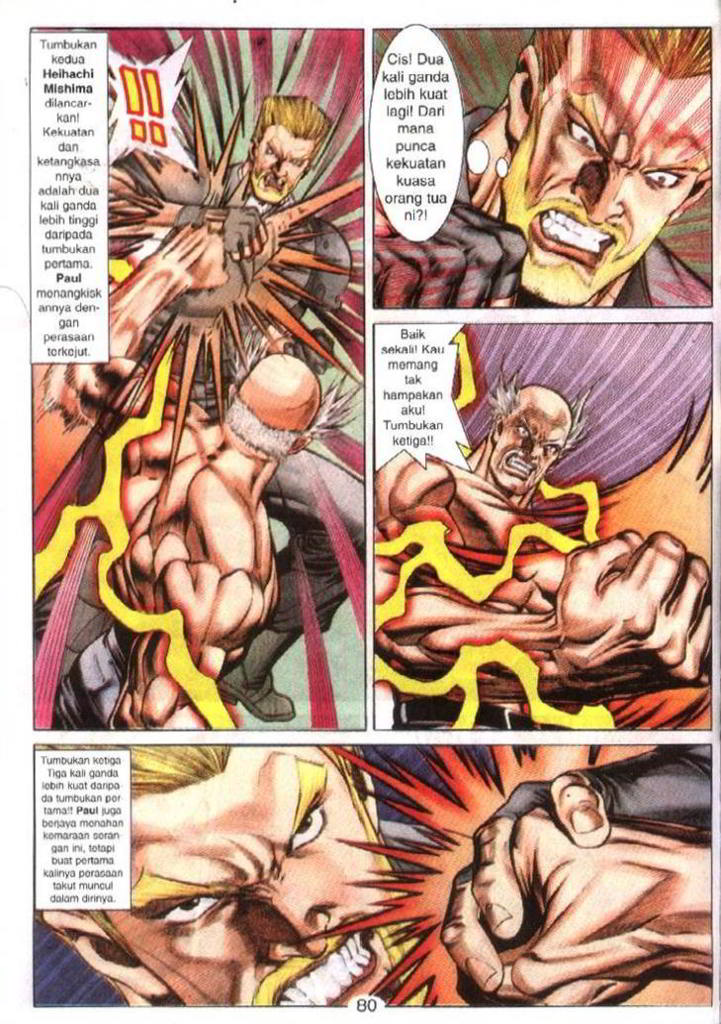 Tumbukan
kedua
Heihachi
Mishima
dilancar-
kan!
Kekuatan
dan
ketangkasa
nnya
adalah dua
kali ganda
lebih tinggi
daripada
tumbukan
pertama.
Paul
menangkisk
annya den-
gan
perasaan
terkejut.
!!
Cis! Dua
kali ganda
lebih kuat
lagi! Dari
mana
punca
kekuatan
kuasa
orang tua
ni?!
Baik
sekali! Kau
memang
tak
hampakan
aku!
Tumbukan
ketiga!!
Tumbukan ketiga
Tiga kali ganda
lebih kuat daripa-
da tumbukan per
tama!! Paul juga
berjaya menahan
kemaraan seran-
gan ini, tetapi
buat pertama
kalinya perasaan
takut muncul
dalam dirinya.
80